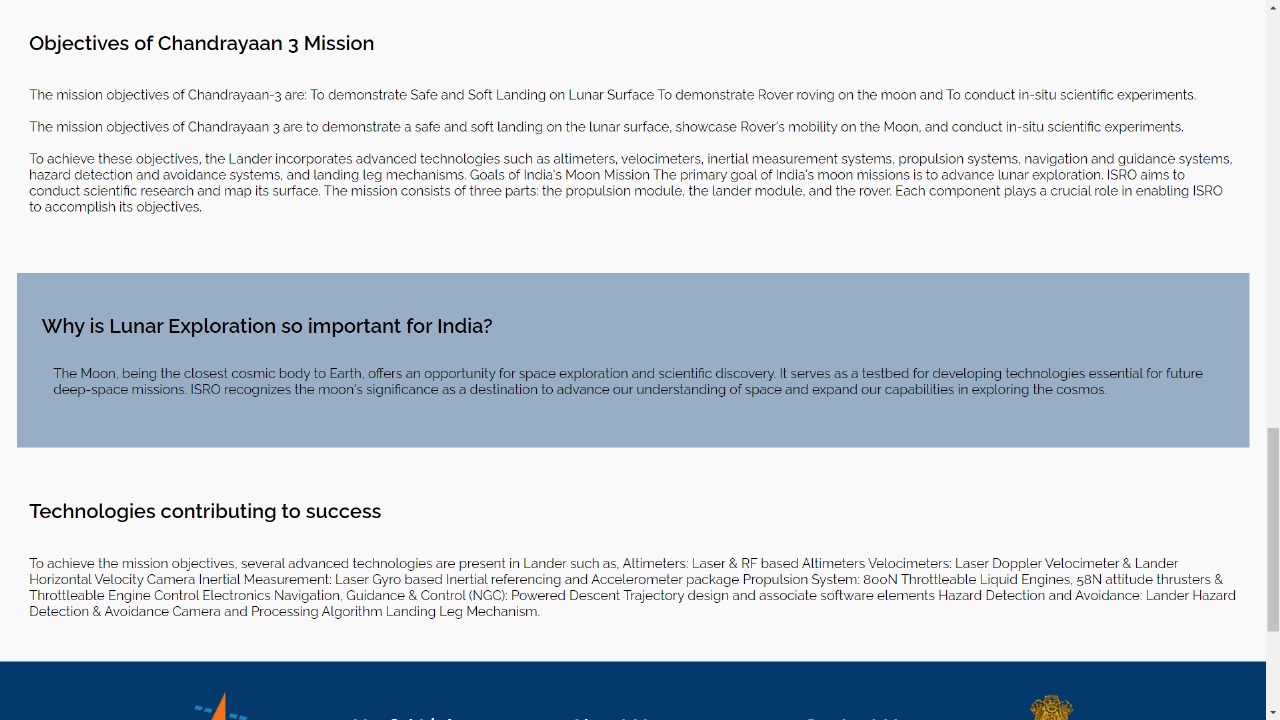 Objectives of Chandrayaan 3 Mission
The mission objectives of Chandrayaan-3 are: To demonstrate Safe and Soft Landing on Lunar Surface To demonstrate Rover roving on the moon and To conduct in-situ scientific experiments.
The mission objectives of Chandrayaan 3 are to demonstrate a safe and soft landing on the lunar surface, showcase Rover's mobility on the Moon, and conduct in-situ scientific experiments.
To achieve these objectives, the Lander incorporates advanced technologies such as altimeters, velocimeters, inertial measurement systems, propulsion systems, navigation and guidance systems,
hazard detection and avoidance systems, and landing leg mechanisms. Goals of India's Moon Mission The primary goal of India's moon missions is to advance lunar exploration. ISRO aims to
conduct scientific research and map its surface. The mission consists of three parts: the propulsion module, the lander module, and the rover. Each component plays a crucial role in enabling ISRO
to accomplish its objectives.
Why is Lunar Exploration so important for India?
The Moon, being the closest cosmic body to Earth, offers an opportunity for space exploration and scientific discovery. It serves as a testbed for developing technologies essential for future
deep-space missions. ISRO recognizes the moon's significance as a destination to advance our understanding of space and expand our capabilities in exploring the cosmos.
Technologies contributing to success
To achieve the mission objectives, several advanced technologies are present in Lander such as, Altimeters: Laser & RF based Altimeters Velocimeters: Laser Doppler Velocimeter & Lander
Horizontal Velocity Camera Inertial Measurement: Laser Gyro based Inertial referencing and Accelerometer package Propulsion System: 800N Throttleable Liquid Engines, 58N attitude thrusters &
Throttleable Engine Control Electronics Navigation, Guidance & Control (NGC): Powered Descent Trajectory design and associate software elements Hazard Detection and Avoidance: Lander Hazard
Detection & Avoidance Camera and Processing Algorithm Landing Leg Mechanism.